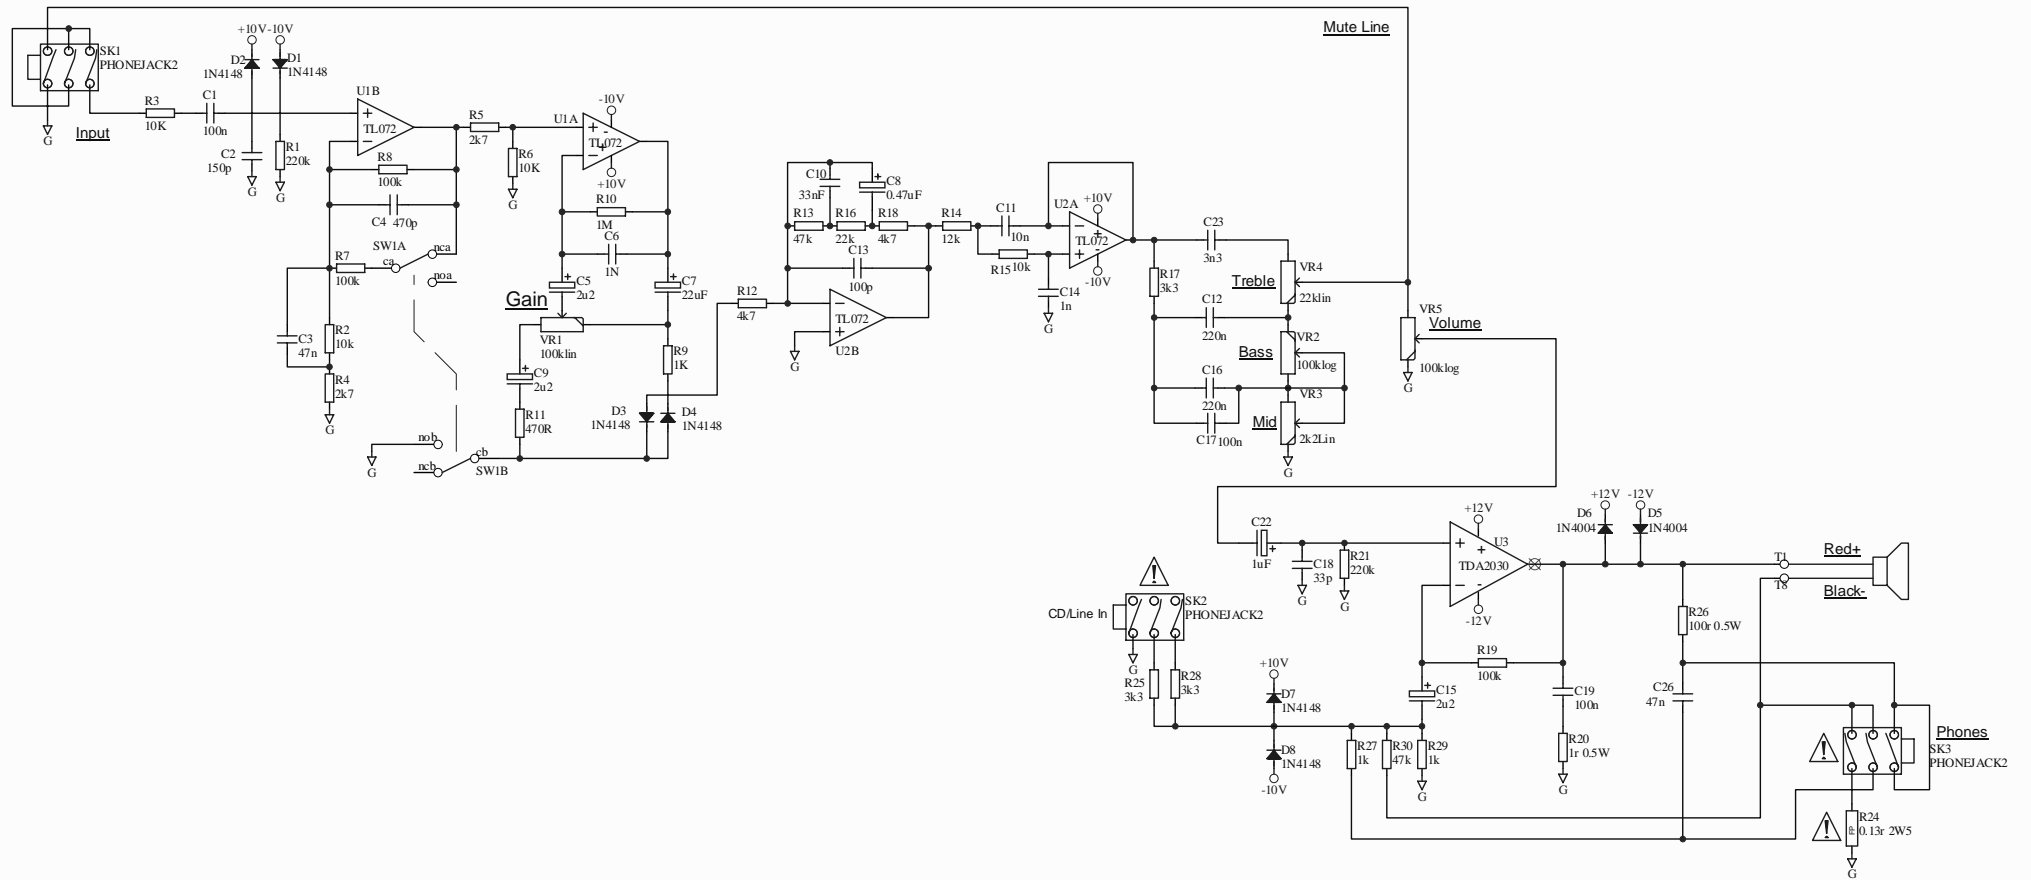 Mute Line
SK1
PHONEJACK2
G
Input
R3
10K
C1
100n
+10V
-10V
D2
1N4148
D1
1N4148
C2
150p
G
R1
220k
G
U1B
+
TL072
−
R8
100k
C4
470p
SW1A
nca
ca
noa
R7
100k
C3
47n
R2
10k
R4
2k7
G
R5
2k7
R6
10K
G
U1A
-10V
+
-
TL072
+
−
+10V
R10
1M
C6
1N
+
C5
2u2
+
C7
22uF
Gain
VR1
100klin
+
C9
2u2
R11
470R
R9
1K
D3
1N4148
D4
1N4148
nob
G
ncb
cb
SW1B
R12
4k7
C10
33nF
+
C8
0.47uF
R13
47k
R16
22k
R18
4k7
C13
100p
−
TL072
+
U2B
G
R14
12k
C11
10n
R15
10k
C14
1n
G
U2A
+10V
−
+
TL072
+
-
-10V
C23
3n3
R17
3k3
C12
220n
C16
220n
C17
100n
Treble
VR4
22klin
Bass
VR2
100klog
VR3
Mid
2k2Lin
G
VR5
Volume
100klog
G
C22
+
1uF
C18
33p
G
R21
220k
G
+12V
+
+
U3
TDA2030
−
-
-12V
+12V
-12V
D6
1N4004
D5
1N4004
T1
T8
Red+
Black-
R26
100r 0.5W
R19
100k
C19
100n
R20
1r 0.5W
G
+
C15
2u2
C26
47n
!
CD/Line In
SK2
PHONEJACK2
G
R25
3k3
R28
3k3
+10V
D7
1N4148
D8
1N4148
-10V
R27
1k
R30
47k
R29
1k
G
Phones
SK3
PHONEJACK2
!
!
FP
R24
0.13r 2W5
G